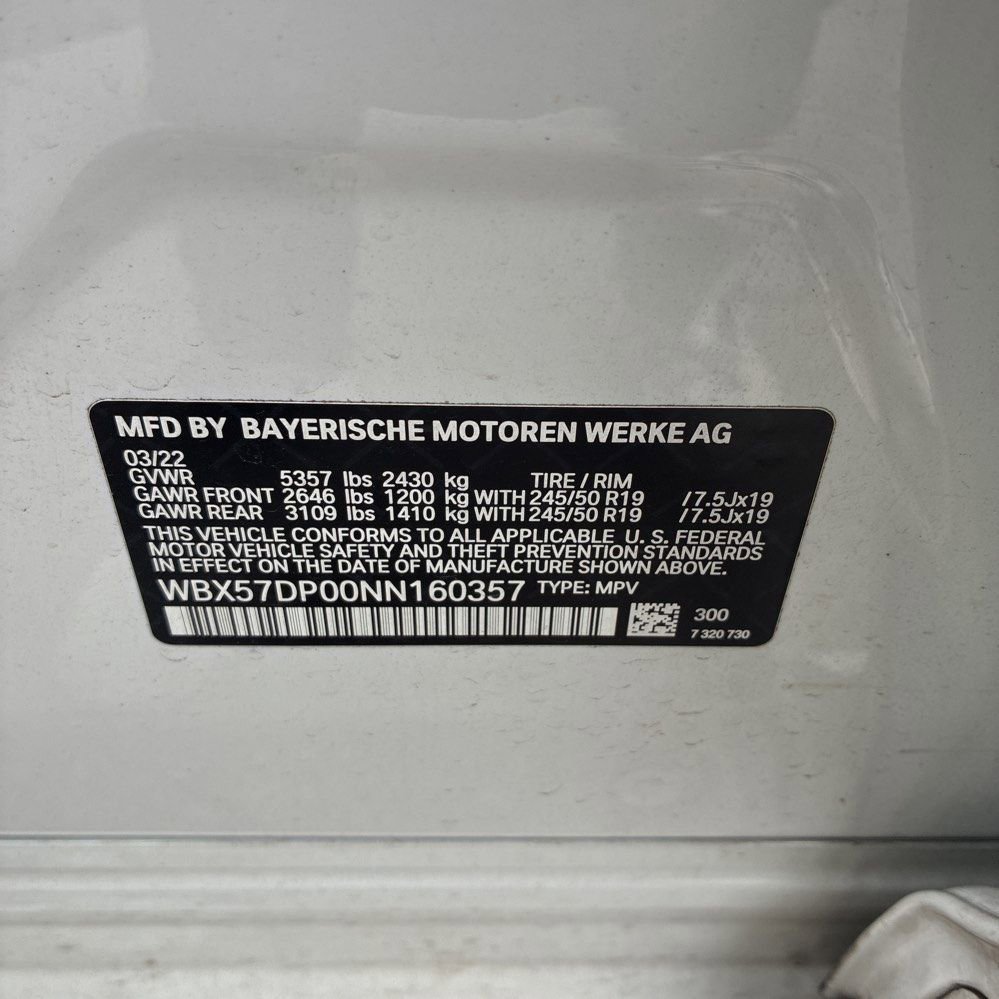 MFD BY BAYERISCHE MOTOREN WERKE AG
03/22
GVWR 5357 lbs 2430 kg TIRE / RIM
GAWR FRONT 2646 lbs 1200 kg WITH 245/50 R19 /7.5Jx19
GAWR REAR 3109 lbs 1410 kg WITH 245/50 R19 /7.5Jx19
THIS VEHICLE CONFORMS TO ALL APPLICABLE U. S. FEDERAL
MOTOR VEHICLE SAFETY AND THEFT PREVENTION STANDARDS
IN EFFECT ON THE DATE OF MANUFACTURE SHOWN ABOVE.
WBX57DP00NN160357 TYPE: MPV
300
7 320 730